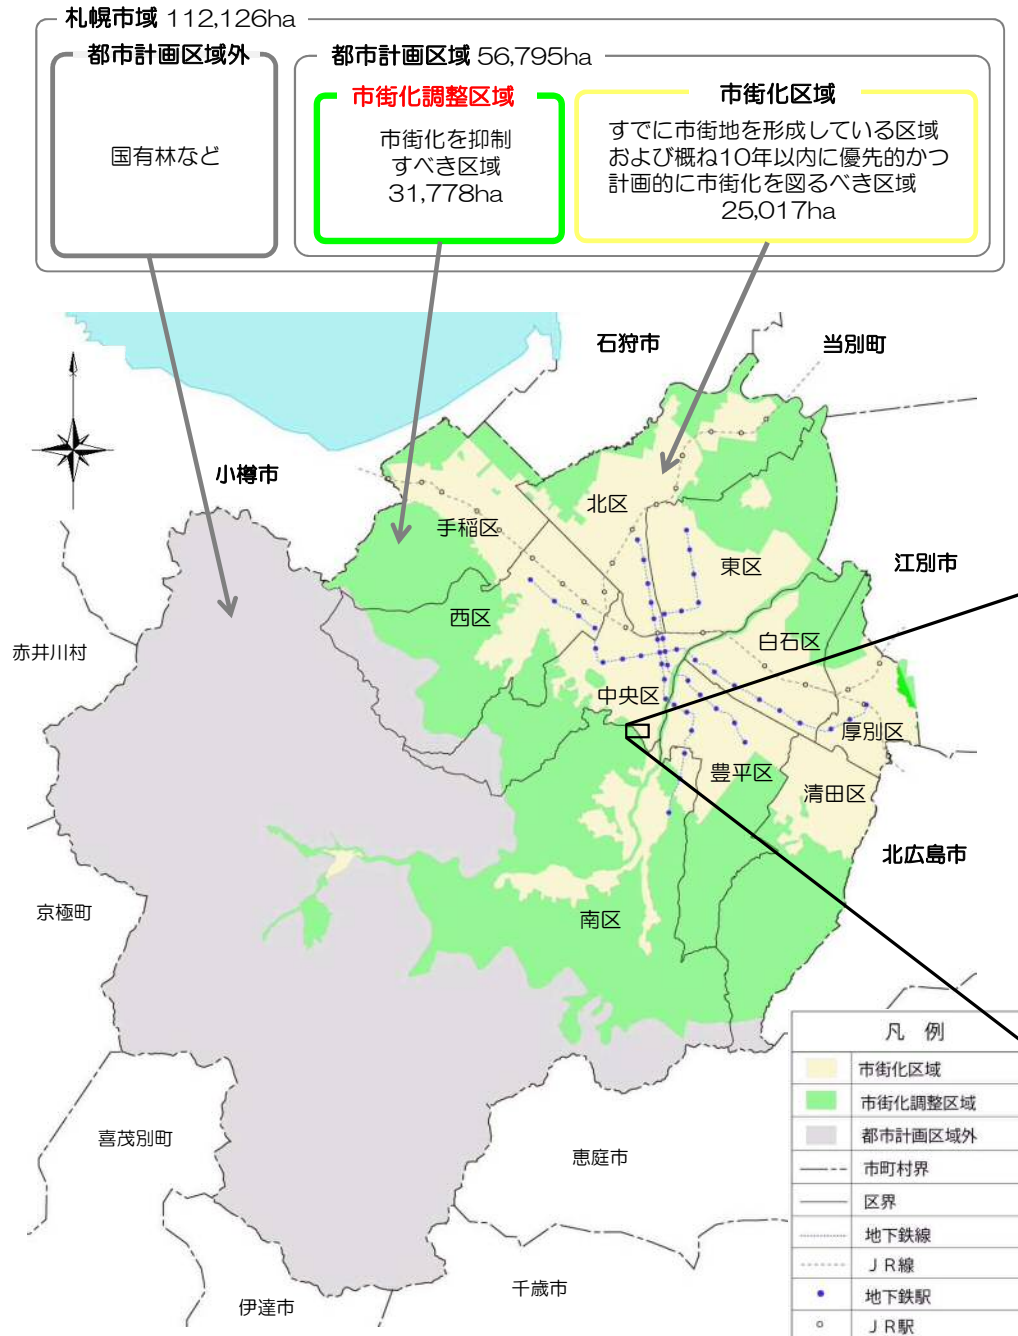 札幌市域 112,126ha
都市計画区域外
国有林など
都市計画区域 56,795ha
市街化調整区域
市街化を抑制
すべき区域
31,778ha
市街化区域
すでに市街地を形成している区域
および概ね10年以内に優先的かつ
計画的に市街化を図るべき区域
25,017ha
石狩市
当別町
小樽市
北区
手稲区
東区
江別市
西区
白石区
赤井川村
中央区
厚別区
豊平区
清田区
北広島市
京極町
南区
喜茂別町
恵庭市
千歳市
伊達市
凡 例
市街化区域
市街化調整区域
都市計画区域外
市町村界
区界
地下鉄線
ＪＲ線
地下鉄駅
ＪＲ駅